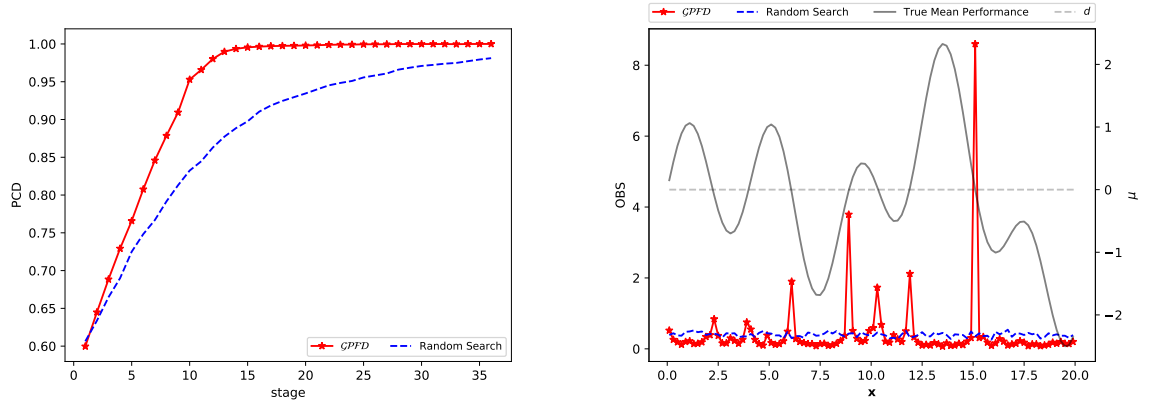 1.00
0.95
0.90
0.85
0.80
0.75
0.70
0.65
0.60
PCD
0 5 10 15 20 25 30 35
stage
GPFD Random Search
GPFD Random Search True Mean Performance d
8
6
4
2
0
OBS
2
1
0
−1
−2
μ
0.0 2.5 5.0 7.5 10.0 12.5 15.0 17.5 20.0
x